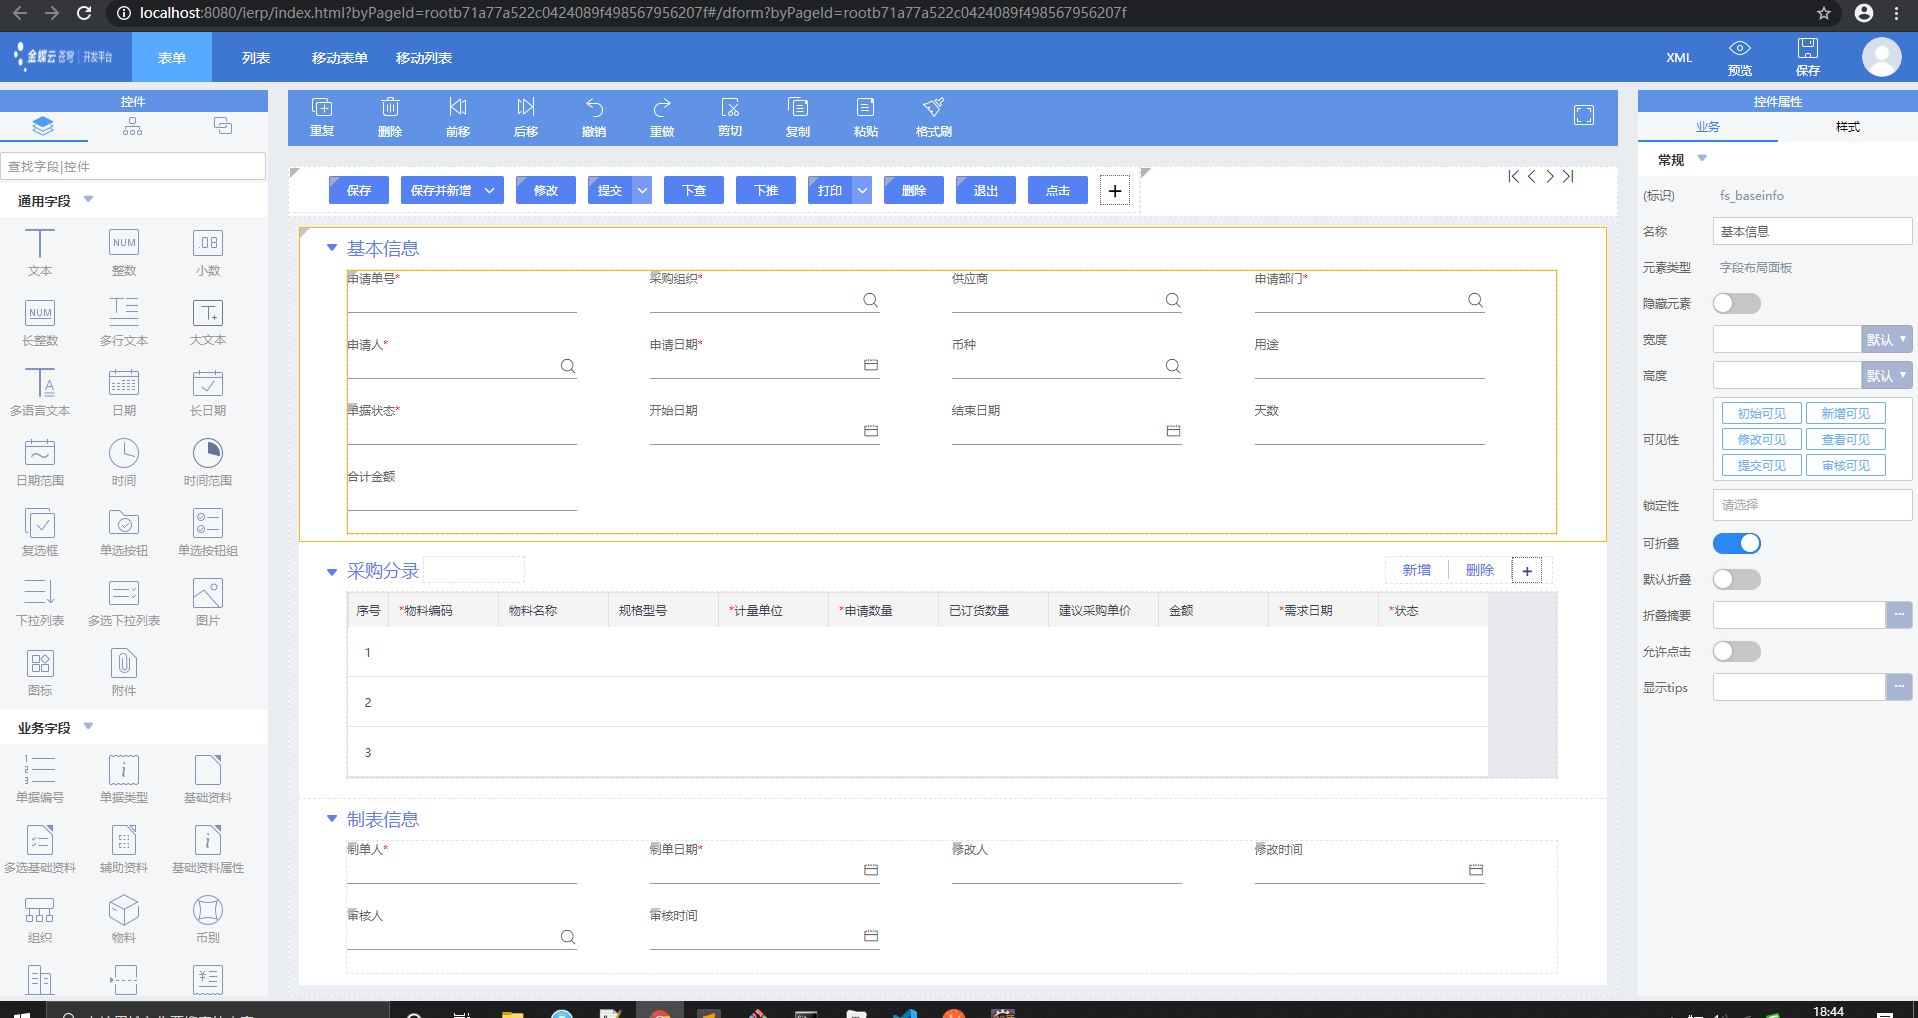 localhost:8080/ierp/index.html?byPageId=rootb71a77a522c0424089f498567956207f#/dform?byPageId=rootb71a77a522c0424089f498567956207f
金蝶云 苍穹 | 开发平台 表单 列表 移动表单 移动列表 XML 预览 保存
控件
查找字段|控件
通用字段
文本 整数 小数
NUM .08
长整数 多行文本 大文本
NUM
多语言文本 日期 长日期
日期范围 时间 时间范围
复选框 单选按钮 单选按钮组
下拉列表 多选下拉列表 图片
图标 附件
业务字段
单据编号 单据类型 基础资料
多选基础资料 辅助资料 基础资料属性
组织 物料 币别
重复 删除 前移 后移 撤销 重做 剪切 复制 粘贴 格式刷
保存 保存并新增 修改 提交 下查 下推 打印 删除 退出 点击
基本信息
申请单号* 采购组织* 供应商 申请部门*
申请人* 申请日期* 币种 用途
单据状态* 开始日期 结束日期 天数
合计金额
采购分录 新增 删除
序号 *物料编码 物料名称 规格型号 *计量单位 *申请数量 已订货数量 建议采购单价 金额 *需求日期 *状态
1
2
3
制表信息
制单人* 制单日期* 修改人 修改时间
审核人 审核时间
控件属性
业务 样式
常规
(标识) fs_baseinfo
名称 基本信息
元素类型 字段布局面板
隐藏元素
宽度 默认
高度 默认
可见性
初始可见 新增可见
修改可见 查看可见
提交可见 审核可见
锁定性 请选择
可折叠
默认折叠
折叠摘要 ...
允许点击
显示tips ...
18:44